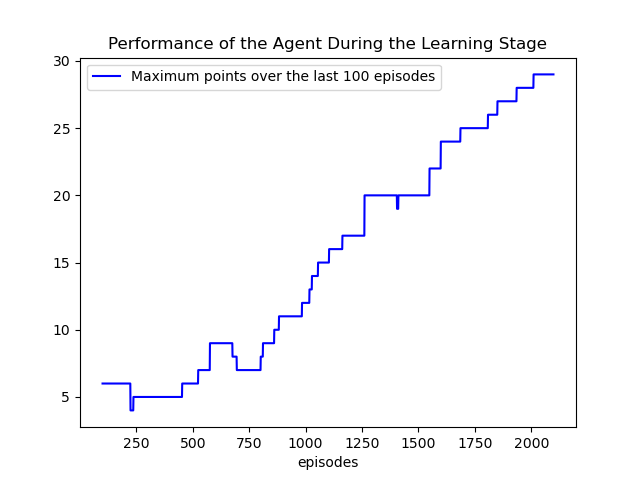 Performance of the Agent During the Learning Stage
Maximum points over the last 100 episodes
30
25
20
15
10
5
250 500 750 1000 1250 1500 1750 2000
episodes